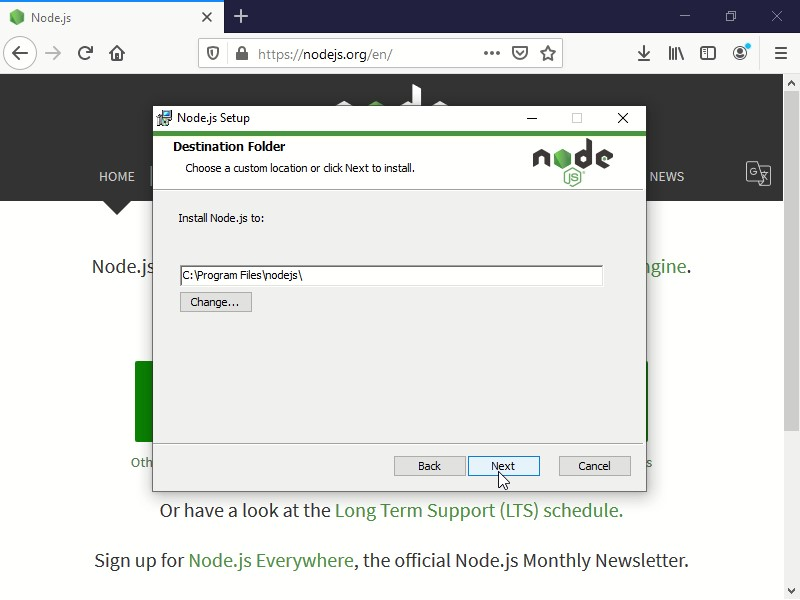 Node.js
https://nodejs.org/en/
Node.js Setup
Destination Folder
Choose a custom location or click Next to install.
node
JS
HOME
NEWS
Install Node.js to:
Node.js
ngine.
C:\Program Files\nodejs\
Change...
Oth
s
Back
Next
Cancel
Or have a look at the Long Term Support (LTS) schedule.
Sign up for Node.js Everywhere, the official Node.js Monthly Newsletter.